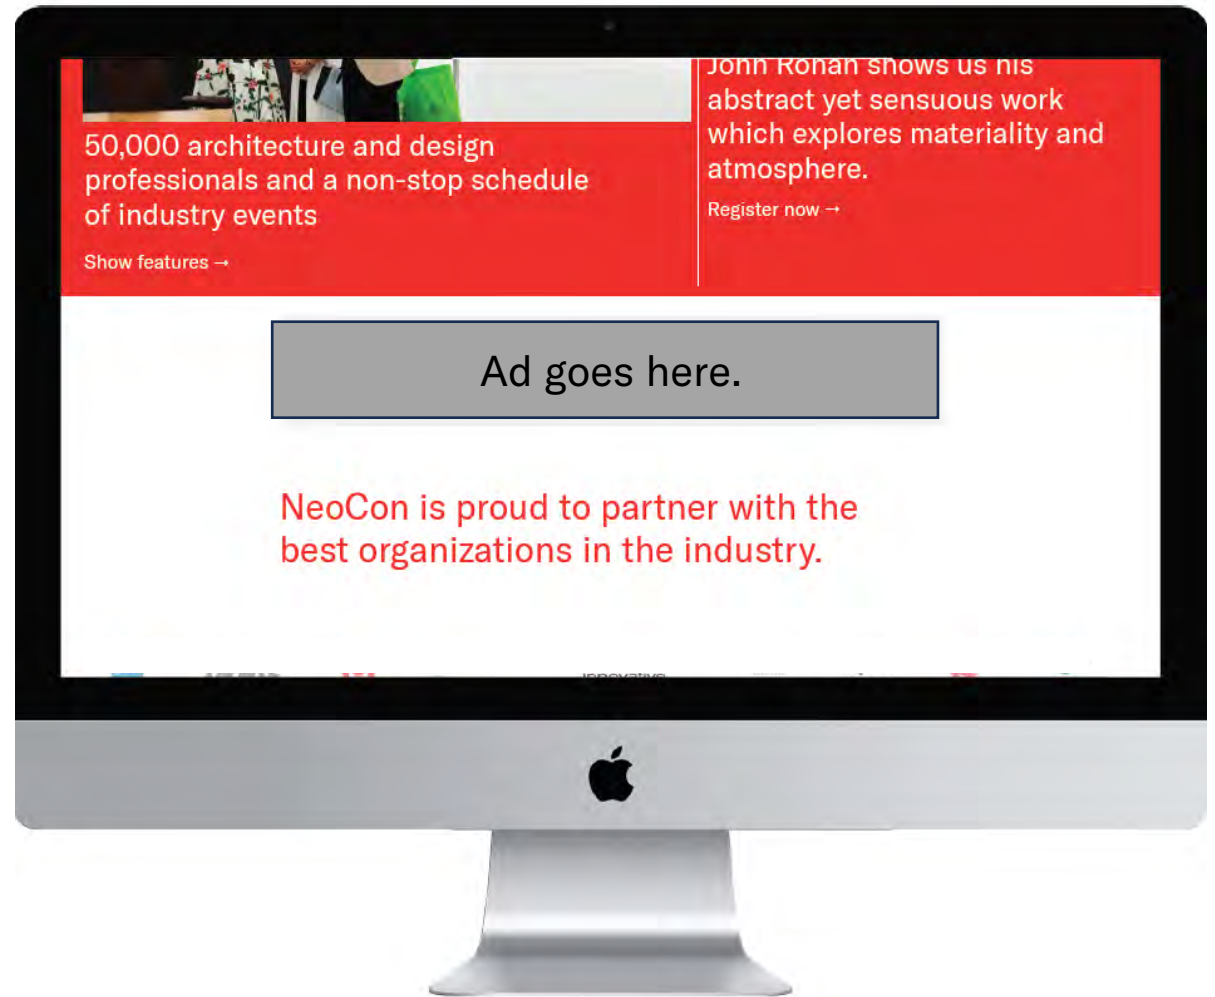 50,000 architecture and design
professionals and a non-stop schedule
of industry events
Show features →
John Ronan shows us his
abstract yet sensuous work
which explores materiality and
atmosphere.
Register now →
Ad goes here.
NeoCon is proud to partner with the
best organizations in the industry.
innovative